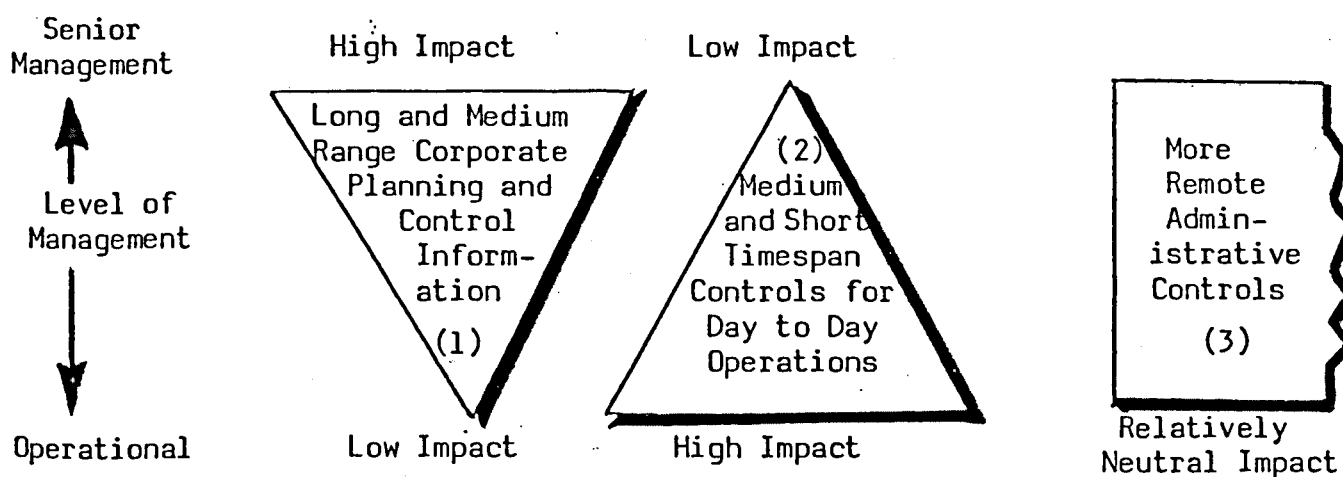 Senior
Management
Level of
Management
Operational
High Impact
Long and Medium
Range Corporate
Planning and
Control
Inform-
ation
(1)
Low Impact
Low Impact
(2)
Medium
and Short
Timespan
Controls for
Day to Day
Operations
High Impact
More
Remote
Admin-
istrative
Controls
(3)
Relatively
Neutral Impact